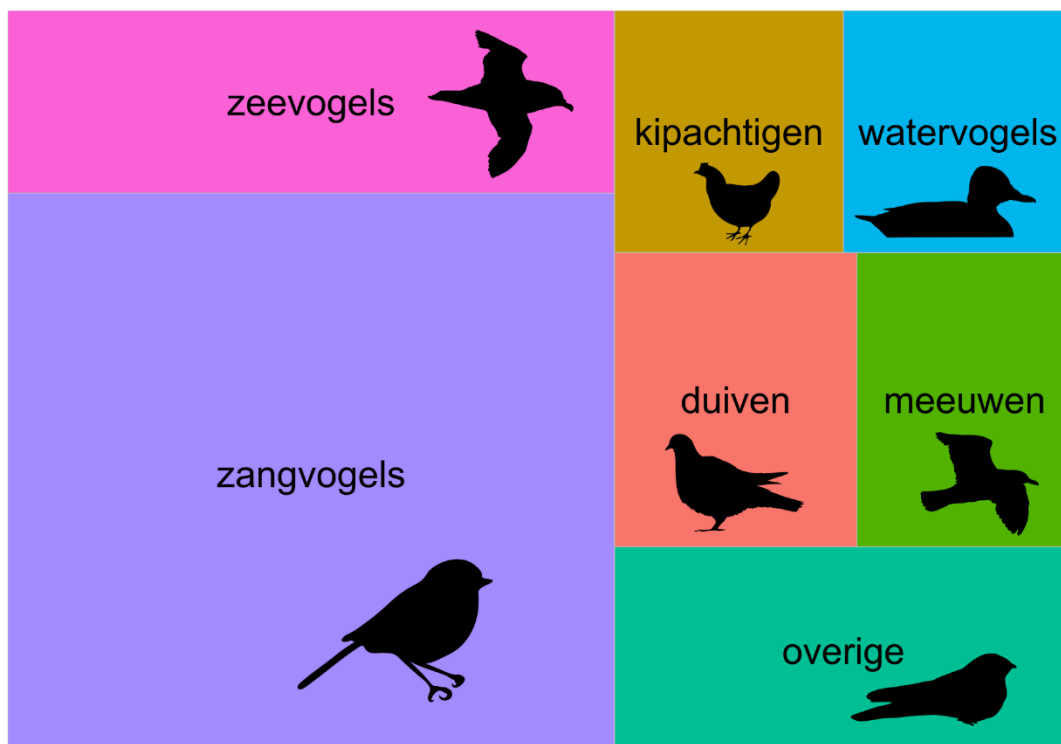 zeevogels
kipachtigen
watervogels
duiven
meeuwen
zangvogels
overige